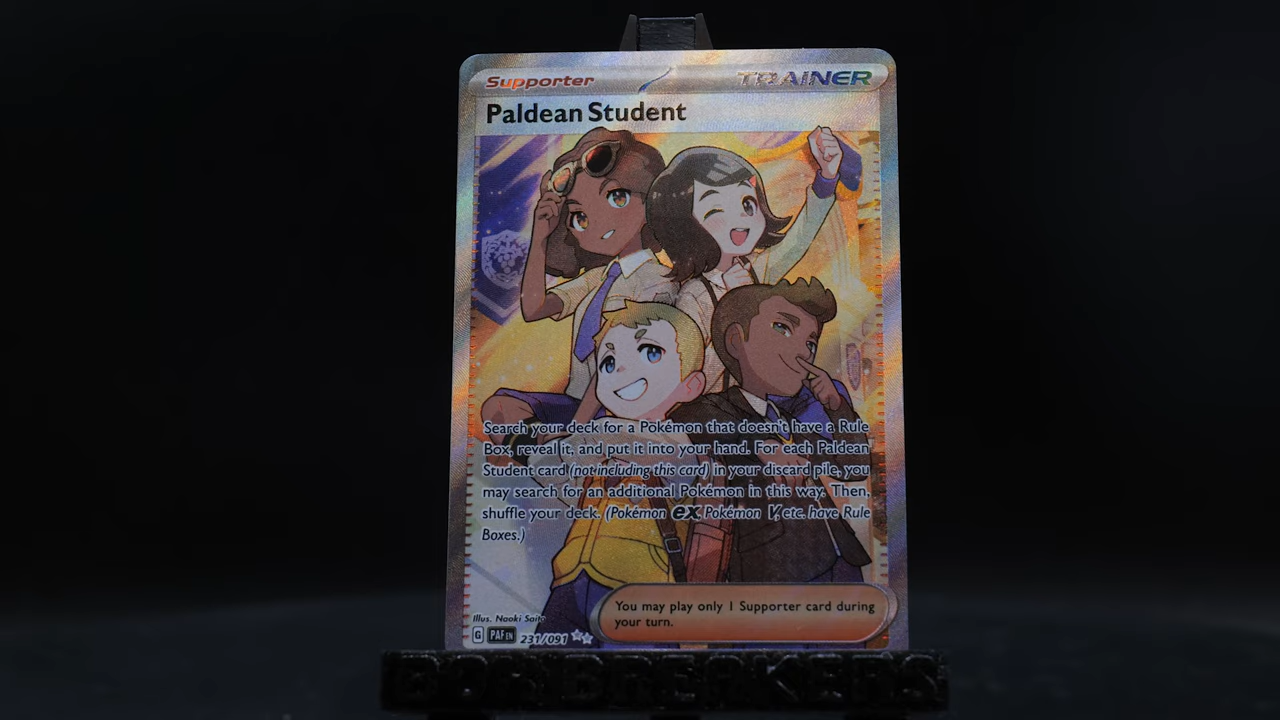 Supporter
TRAINER
Paldean Student
Search your deck for a Pokémon that doesn't have a Rule
Box, reveal it, and put it into your hand. For each Paldean
Student card (not including this card) in your discard pile, you
may search for an additional Pokémon in this way. Then,
shuffle your deck. (Pokémon ex, Pokémon V, etc. have Rule
Boxes.)
You may play only 1 Supporter card during
your turn.
Illus. Naoki Saito
G PAF EN 231/091
BREAKERS